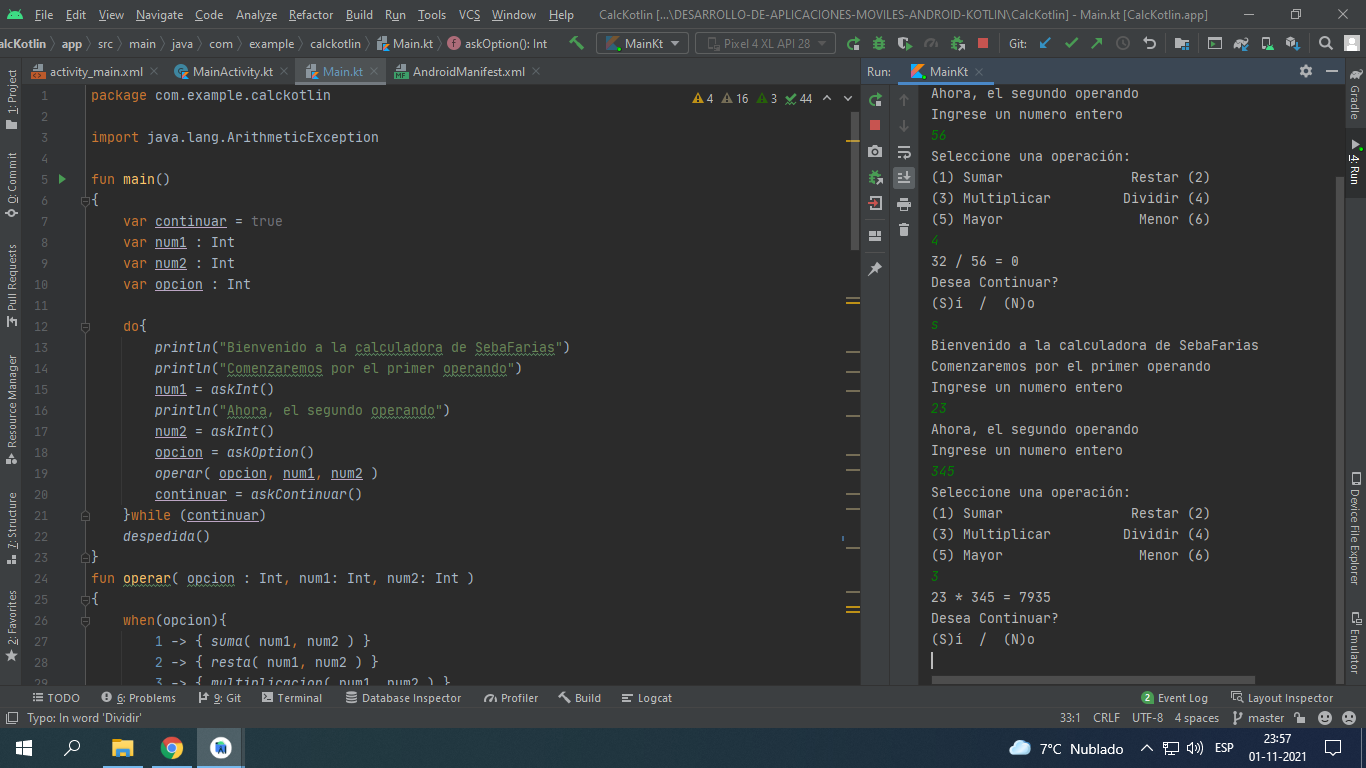 File Edit View Navigate Code Analyze Refactor Build Run Tools VCS Window Help CalcKotlin [...\DESARROLLO-DE-APLICACIONES-MOVILES-ANDROID-KOTLIN\CalcKotlin] - Main.kt [CalcKotlin.app]
alcKotlin app src main java com example calckotlin Main.kt askOption(): Int MainKt Pixel 4 XL API 28 Git:
activity_main.xml MainActivity.kt Main.kt AndroidManifest.xml
Run: MainKt
1: Project
0: Commit
Pull Requests
Resource Manager
7: Structure
2: Favorites
4 16 3 44
1 package com.example.calckotlin
2
3 import java.lang.ArithmeticException
4
5 fun main()
6 {
7 var continuar = true
8 var num1 : Int
9 var num2 : Int
10 var opcion : Int
11
12 do{
13 println("Bienvenido a la calculadora de SebaFarias")
14 println("Comenzaremos por el primer operando")
15 num1 = askInt()
16 println("Ahora, el segundo operando")
17 num2 = askInt()
18 opcion = askOption()
19 operar( opcion, num1, num2 )
20 continuar = askContinuar()
21 }while (continuar)
22 despedida()
23 }
24 fun operar( opcion : Int, num1: Int, num2: Int )
25 {
26 when(opcion){
27 1 -> { suma( num1, num2 ) }
28 2 -> { resta( num1, num2 ) }
29 3 -> { multiplicacion( num1, num2 ) }
Ahora, el segundo operando
Ingrese un numero entero
56
Seleccione una operación:
(1) Sumar Restar (2)
(3) Multiplicar Dividir (4)
(5) Mayor Menor (6)
4
32 / 56 = 0
Desea Continuar?
(S)i / (N)o
s
Bienvenido a la calculadora de SebaFarias
Comenzaremos por el primer operando
Ingrese un numero entero
23
Ahora, el segundo operando
Ingrese un numero entero
345
Seleccione una operación:
(1) Sumar Restar (2)
(3) Multiplicar Dividir (4)
(5) Mayor Menor (6)
3
23 * 345 = 7935
Desea Continuar?
(S)i / (N)o
Gradle
4: Run
Device File Explorer
Emulator
TODO 6: Problems 9: Git Terminal Database Inspector Profiler Build Logcat 2 Event Log Layout Inspector
Typo: In word 'Dividir' 33:1 CRLF UTF-8 4 spaces master
7°C Nublado ESP 23:57
01-11-2021